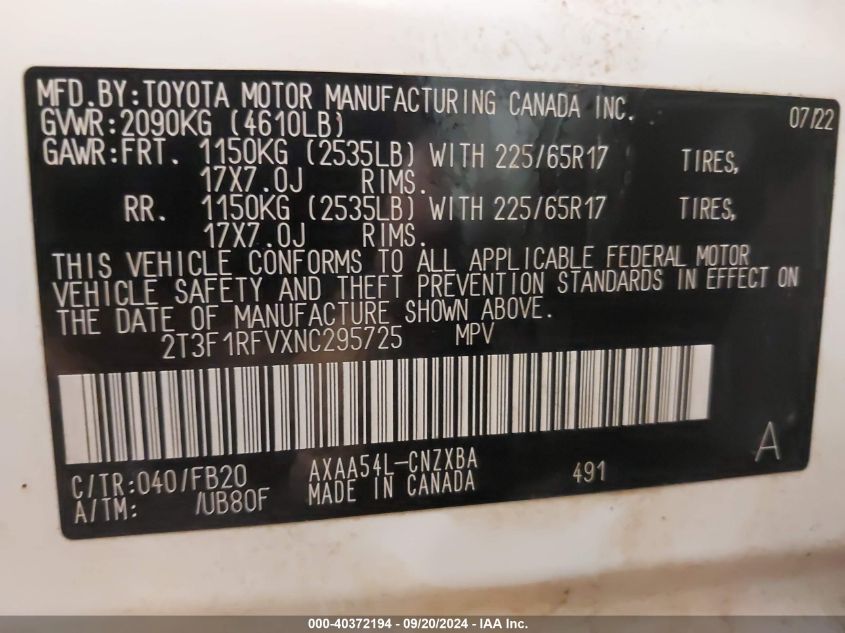 MFD.BY:TOYOTA MOTOR MANUFACTURING CANADA INC. 07/22
GVWR:2090KG (4610LB)
GAWR:FRT. 1150KG (2535LB) WITH 225/65R17 TIRES,
17X7.0J RIMS.
RR. 1150KG (2535LB) WITH 225/65R17 TIRES,
17X7.0J RIMS.
THIS VEHICLE CONFORMS TO ALL APPLICABLE FEDERAL MOTOR
VEHICLE SAFETY AND THEFT PREVENTION STANDARDS IN EFFECT ON
THE DATE OF MANUFACTURE SHOWN ABOVE.
2T3F1RFVXNC295725 MPV
A
C/TR:040/FB20 AXAA54L-CNZXBA 491
A/TM: /UB80F MADE IN CANADA
000-40372194 - 09/20/2024 - IAA Inc.